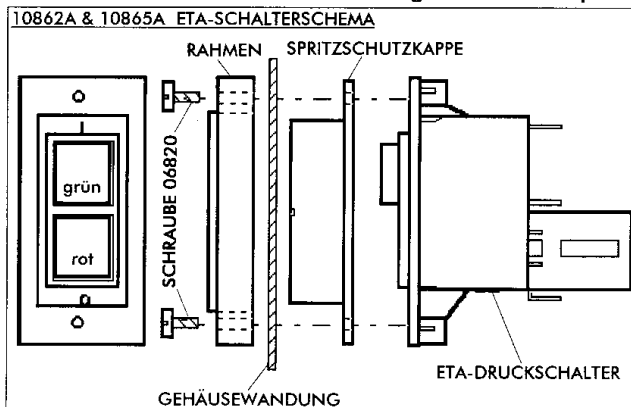 10862A & 10865A ETA-SCHALTERSCHEMA
RAHMEN
SPRITZSCHUTZKAPPE
SCHRAUBE 06820
grün
rot
ETA-DRUCKSCHALTER
GEHÄUSEWANDUNG